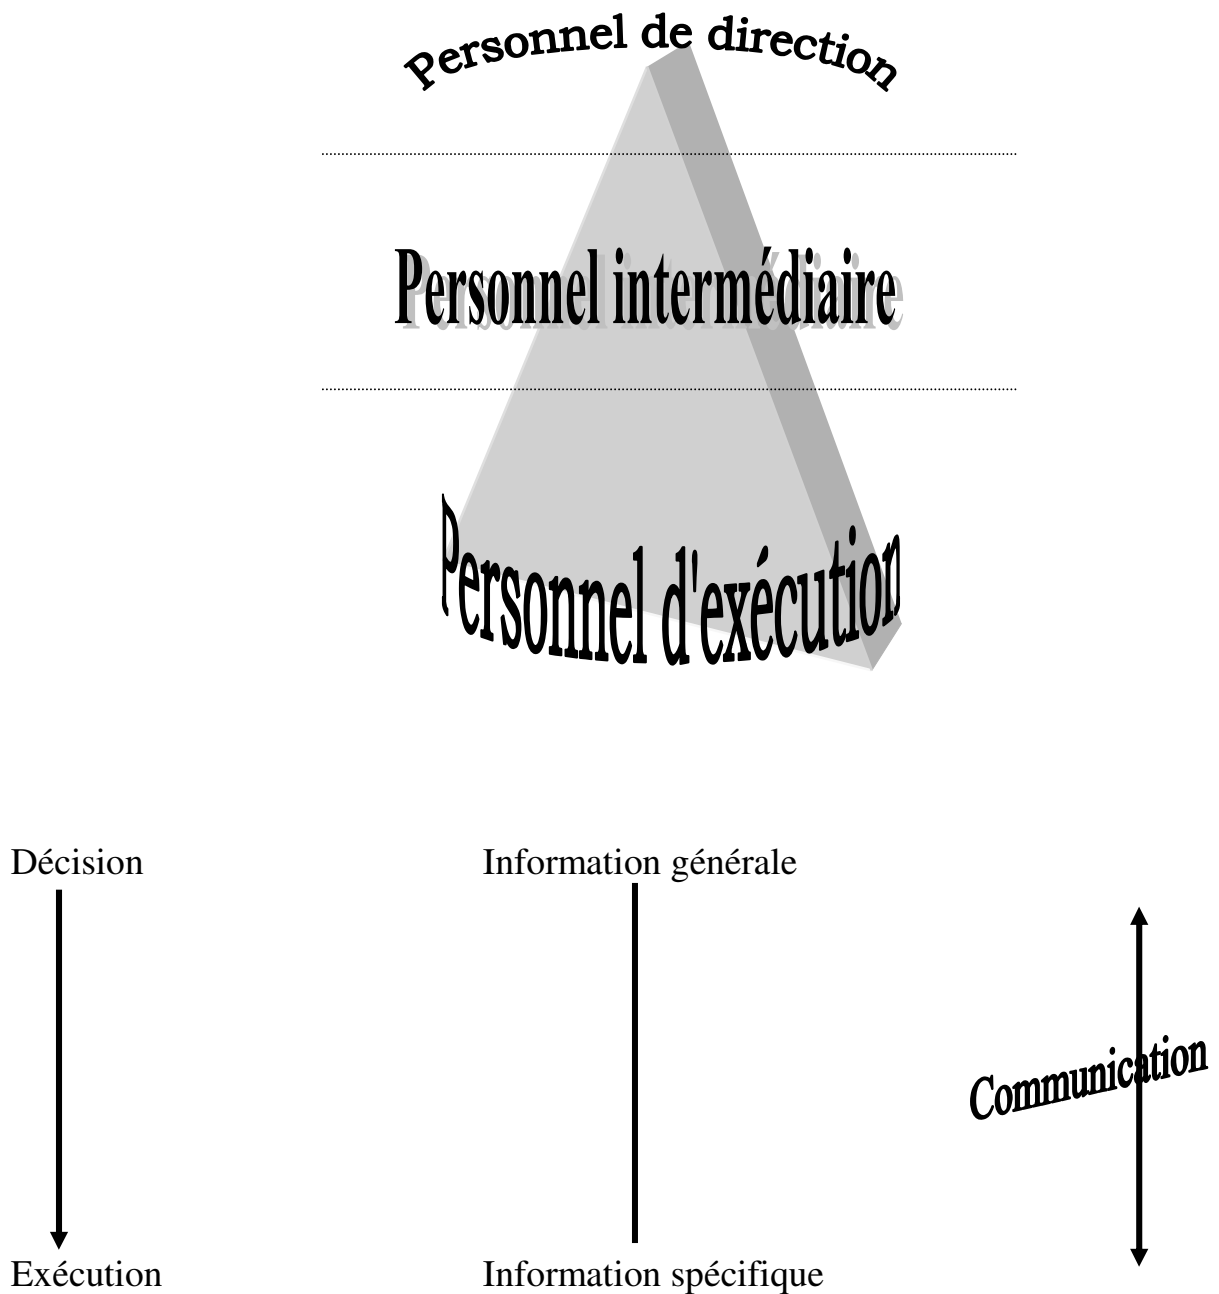 Personnel de direction
Personnel intermédiaire
Personnel d'exécution
Décision
Information générale
Communication
Exécution
Information spécifique